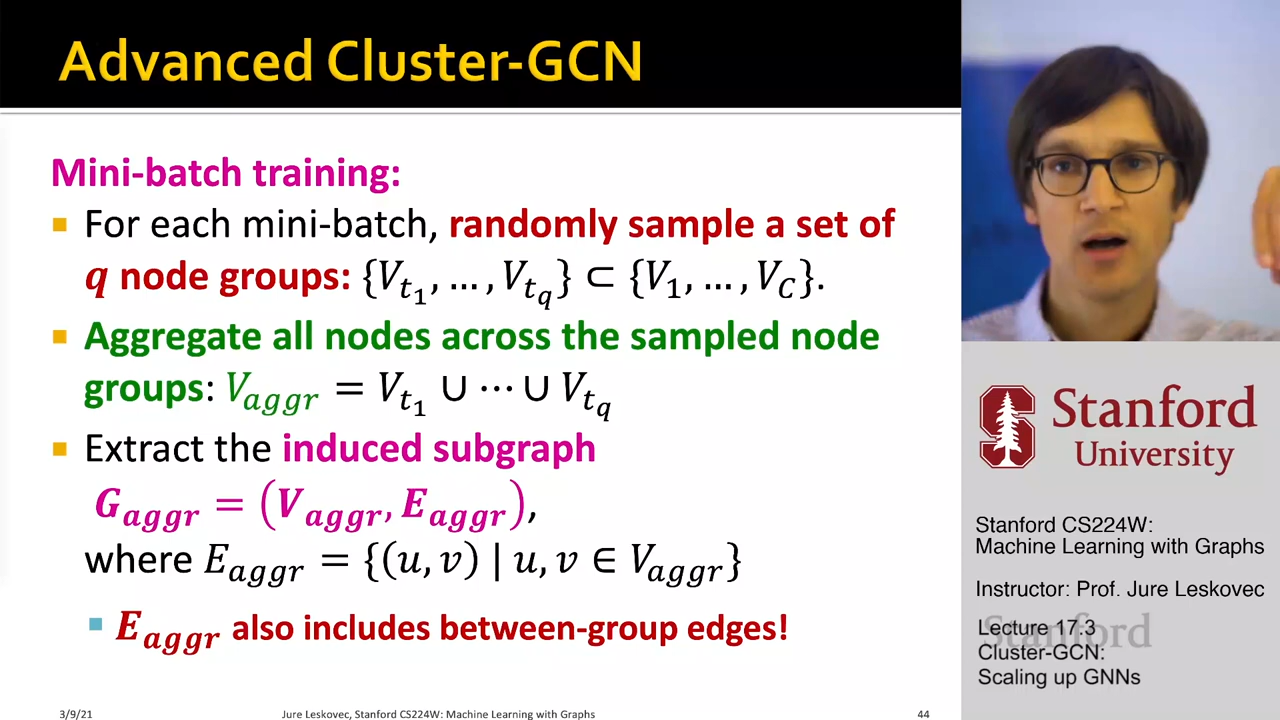 Advanced Cluster-GCN
Mini-batch training:
▪ For each mini-batch, randomly sample a set of
q node groups: {V_{t_1}, … , V_{t_q}} ⊂ {V_1, … , V_C}.
▪ Aggregate all nodes across the sampled node
groups: V_{aggr} = V_{t_1} ∪ ⋯ ∪ V_{t_q}
▪ Extract the induced subgraph
G_{aggr} = (V_{aggr}, E_{aggr}),
where E_{aggr} = {(u, v) | u, v ∈ V_{aggr}}
▪ E_{aggr} also includes between-group edges!
3/9/21
Jure Leskovec, Stanford CS224W: Machine Learning with Graphs
44
Stanford
University
Stanford CS224W:
Machine Learning with Graphs
Instructor: Prof. Jure Leskovec
Stanford
Lecture 17.3
Cluster-GCN:
Scaling up GNNs